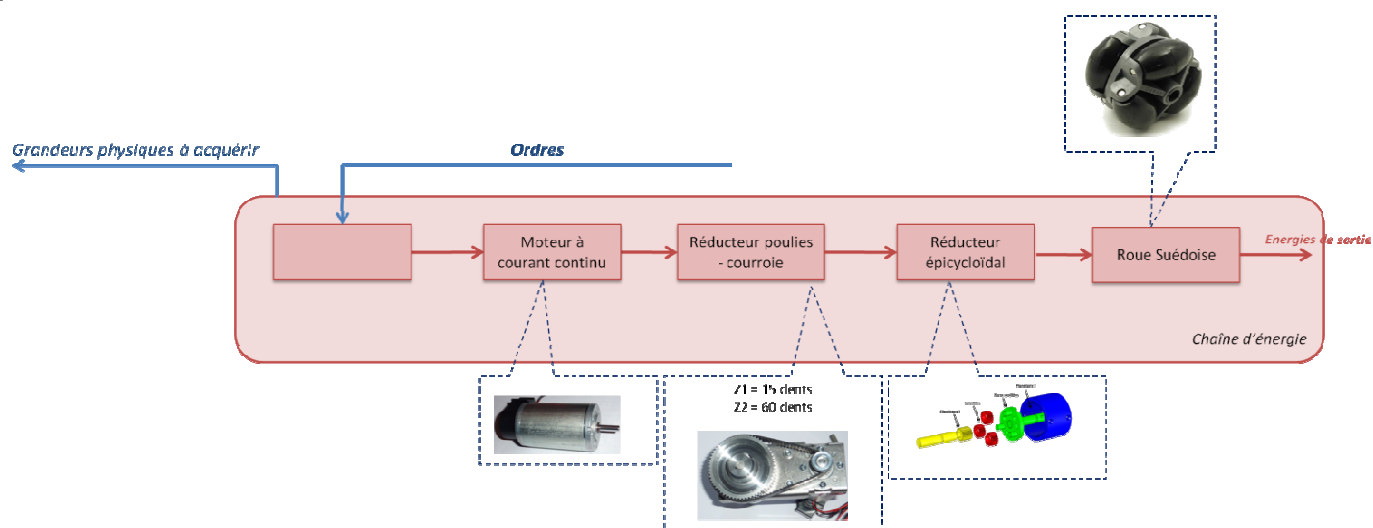 Grandeurs physiques à acquérir
Ordres
Moteur à
courant continu
Réducteur poulies
- courroie
Réducteur
épicycloïdal
Roue Suédoise
Energies de sortie
Chaîne d'énergie
Z1 = 15 dents
Z2 = 60 dents